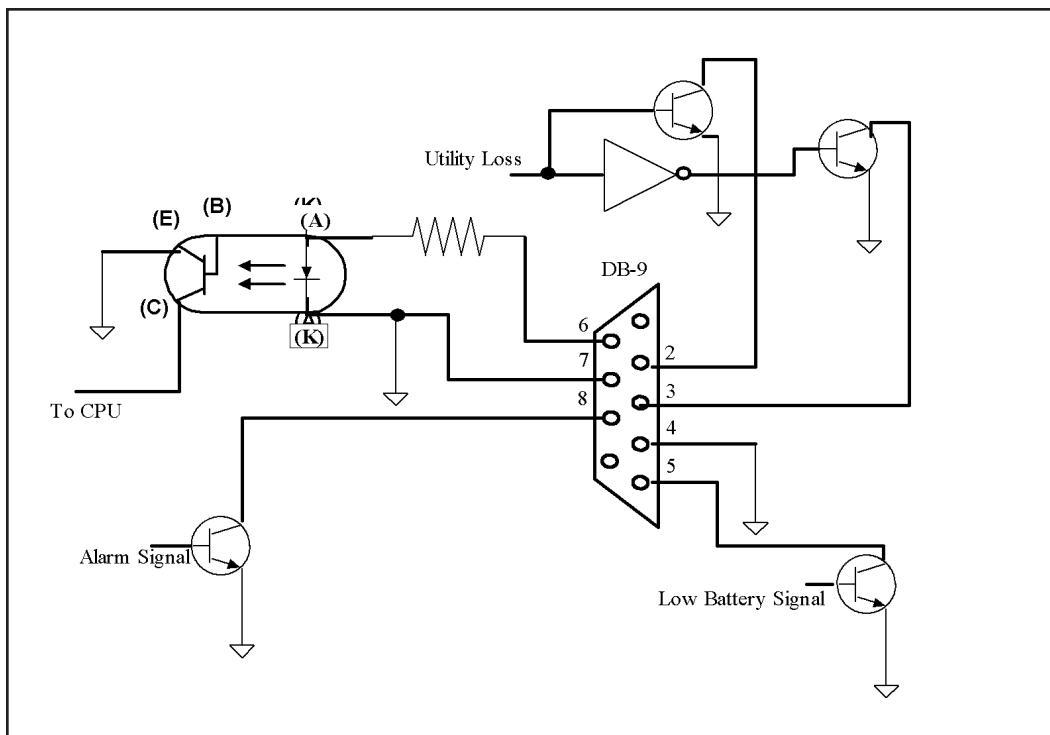 Utility Loss
(E)
(B)
(A)
(C)
(K)
To CPU
DB-9
6
7
8
2
3
4
5
Alarm Signal
Low Battery Signal